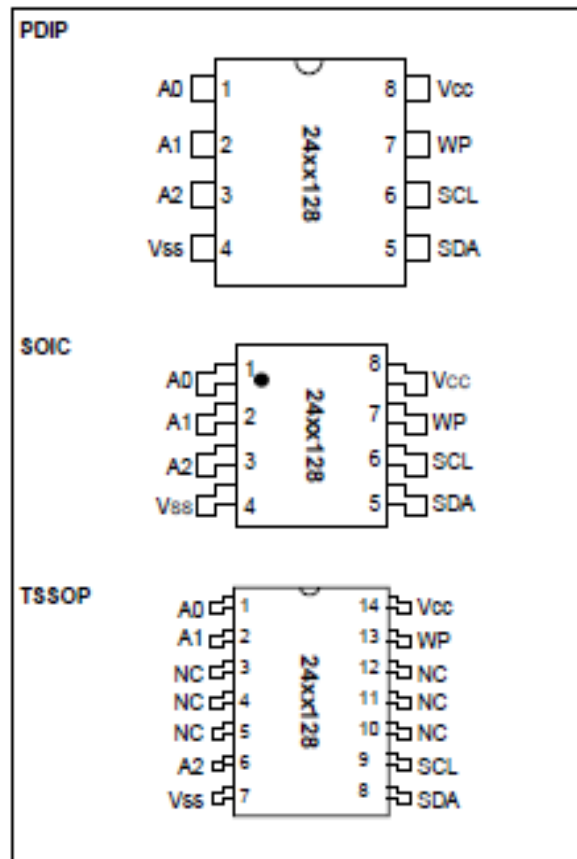 PDIP
A0 1 8 Vcc
A1 2 7 WP
A2 3 6 SCL
Vss 4 5 SDA
24xx128
SOIC
A0 1 8 Vcc
A1 2 7 WP
A2 3 6 SCL
Vss 4 5 SDA
24xx128
TSSOP
A0 1 14 Vcc
A1 2 13 WP
NC 3 12 NC
NC 4 11 NC
NC 5 10 NC
A2 6 9 SCL
Vss 7 8 SDA
24xx128